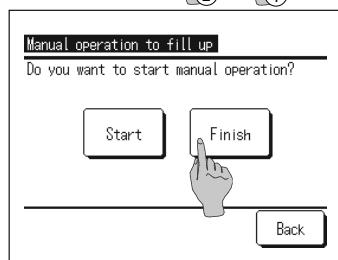 Manual operation to fill up
Do you want to start manual operation?
Start
Finish
Back